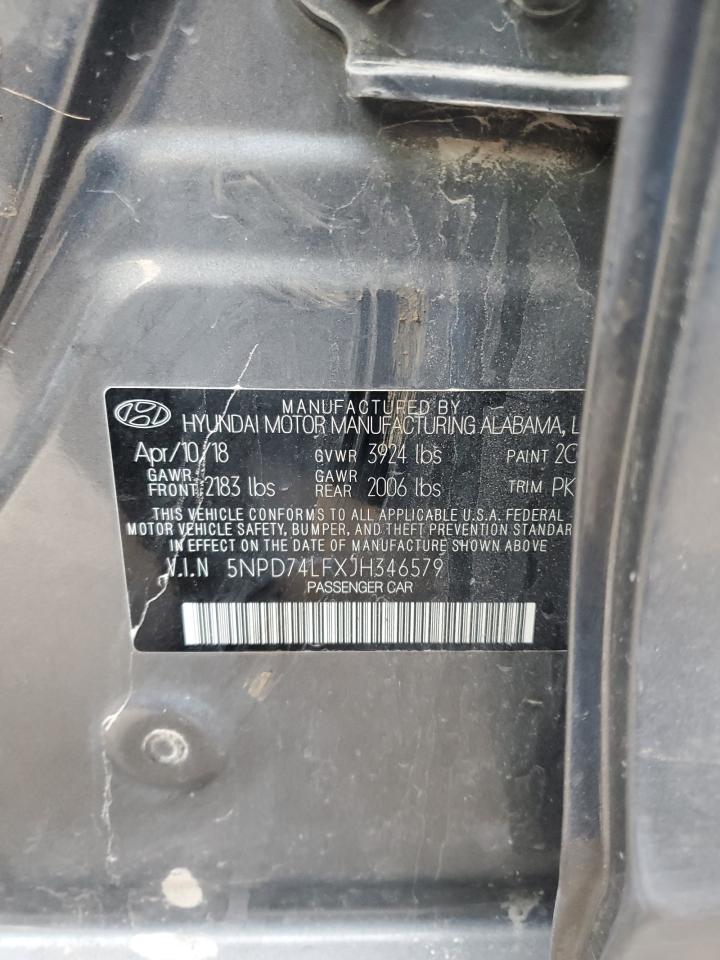 MANUFACTURED BY
HYUNDAI MOTOR MANUFACTURING ALABAMA, L
Apr/10/18 GVWR 3924 lbs PAINT 2C
GAWR FRONT 2183 lbs GAWR REAR 2006 lbs TRIM PK
THIS VEHICLE CONFORMS TO ALL APPLICABLE U.S.A. FEDERAL
MOTOR VEHICLE SAFETY, BUMPER, AND THEFT PREVENTION STANDAR
IN EFFECT ON THE DATE OF MANUFACTURE SHOWN ABOVE
V.I.N 5NPD74LFXJH346579
PASSENGER CAR